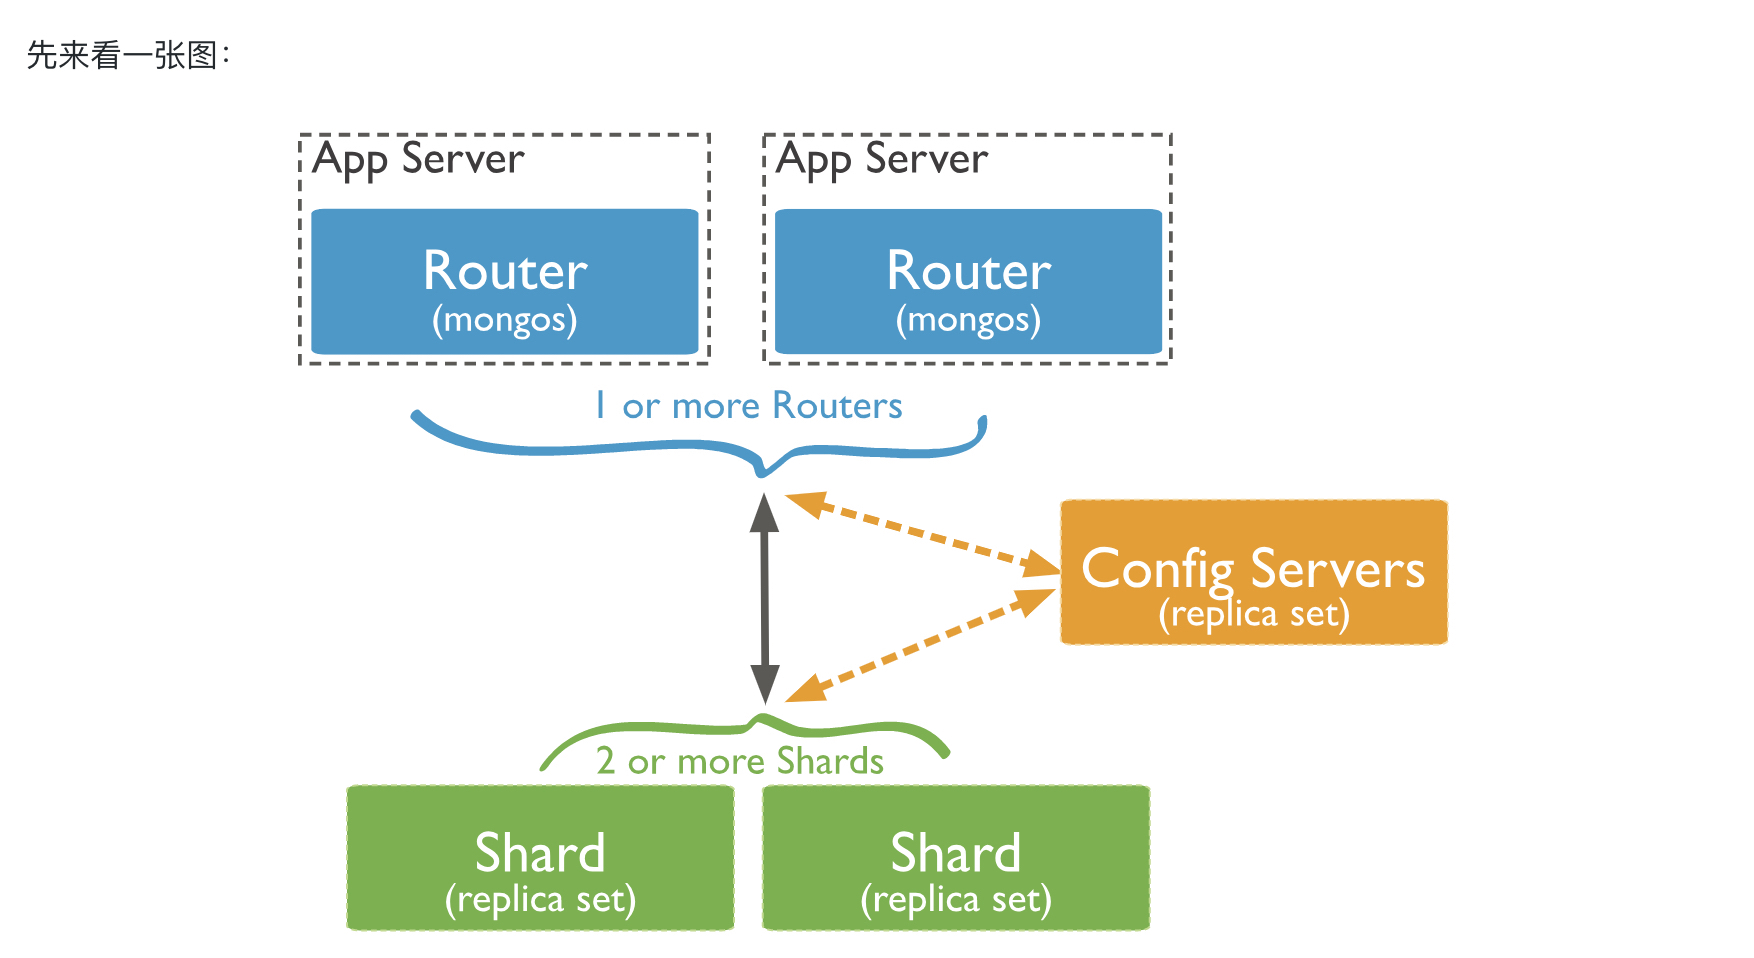 先来看一张图：
App Server
App Server
Router
(mongos)
Router
(mongos)
1 or more Routers
Config Servers
(replica set)
2 or more Shards
Shard
(replica set)
Shard
(replica set)